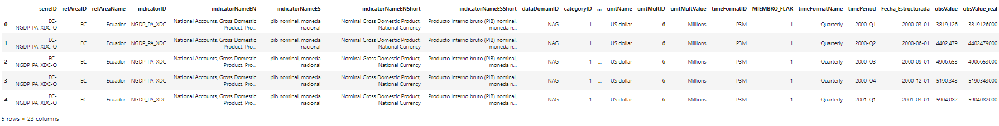 serieID refAreaID refAreaName indicatorID indicatorNameEN indicatorNameES indicatorNameENShort indicatorNameESShort dataDomainID categoryID ... unitName unitMultID unitMultValue timeFormatID MIEMBRO_FLAR timeFormatName timePeriod Fecha_Estructurada obsValue obsValue_real
0 EC-NGDP_PA_XDC-Q EC Ecuador NGDP_PA_XDC National Accounts, Gross Domestic Product, Pro... pib nominal, moneda nacional Nominal Gross Domestic Product, National Currency Producto interno bruto (PIB) nominal, moneda n... NAG 1 ... US dollar 6 Millions P3M 1 Quarterly 2000-Q1 2000-03-01 3819,126 3819126000
1 EC-NGDP_PA_XDC-Q EC Ecuador NGDP_PA_XDC National Accounts, Gross Domestic Product, Pro... pib nominal, moneda nacional Nominal Gross Domestic Product, National Currency Producto interno bruto (PIB) nominal, moneda n... NAG 1 ... US dollar 6 Millions P3M 1 Quarterly 2000-Q2 2000-06-01 4402,479 4402479000
2 EC-NGDP_PA_XDC-Q EC Ecuador NGDP_PA_XDC National Accounts, Gross Domestic Product, Pro... pib nominal, moneda nacional Nominal Gross Domestic Product, National Currency Producto interno bruto (PIB) nominal, moneda n... NAG 1 ... US dollar 6 Millions P3M 1 Quarterly 2000-Q3 2000-09-01 4906,653 4906653000
3 EC-NGDP_PA_XDC-Q EC Ecuador NGDP_PA_XDC National Accounts, Gross Domestic Product, Pro... pib nominal, moneda nacional Nominal Gross Domestic Product, National Currency Producto interno bruto (PIB) nominal, moneda n... NAG 1 ... US dollar 6 Millions P3M 1 Quarterly 2000-Q4 2000-12-01 5190,343 5190343000
4 EC-NGDP_PA_XDC-Q EC Ecuador NGDP_PA_XDC National Accounts, Gross Domestic Product, Pro... pib nominal, moneda nacional Nominal Gross Domestic Product, National Currency Producto interno bruto (PIB) nominal, moneda n... NAG 1 ... US dollar 6 Millions P3M 1 Quarterly 2001-Q1 2001-03-01 5904,082 5904082000
5 rows × 23 columns